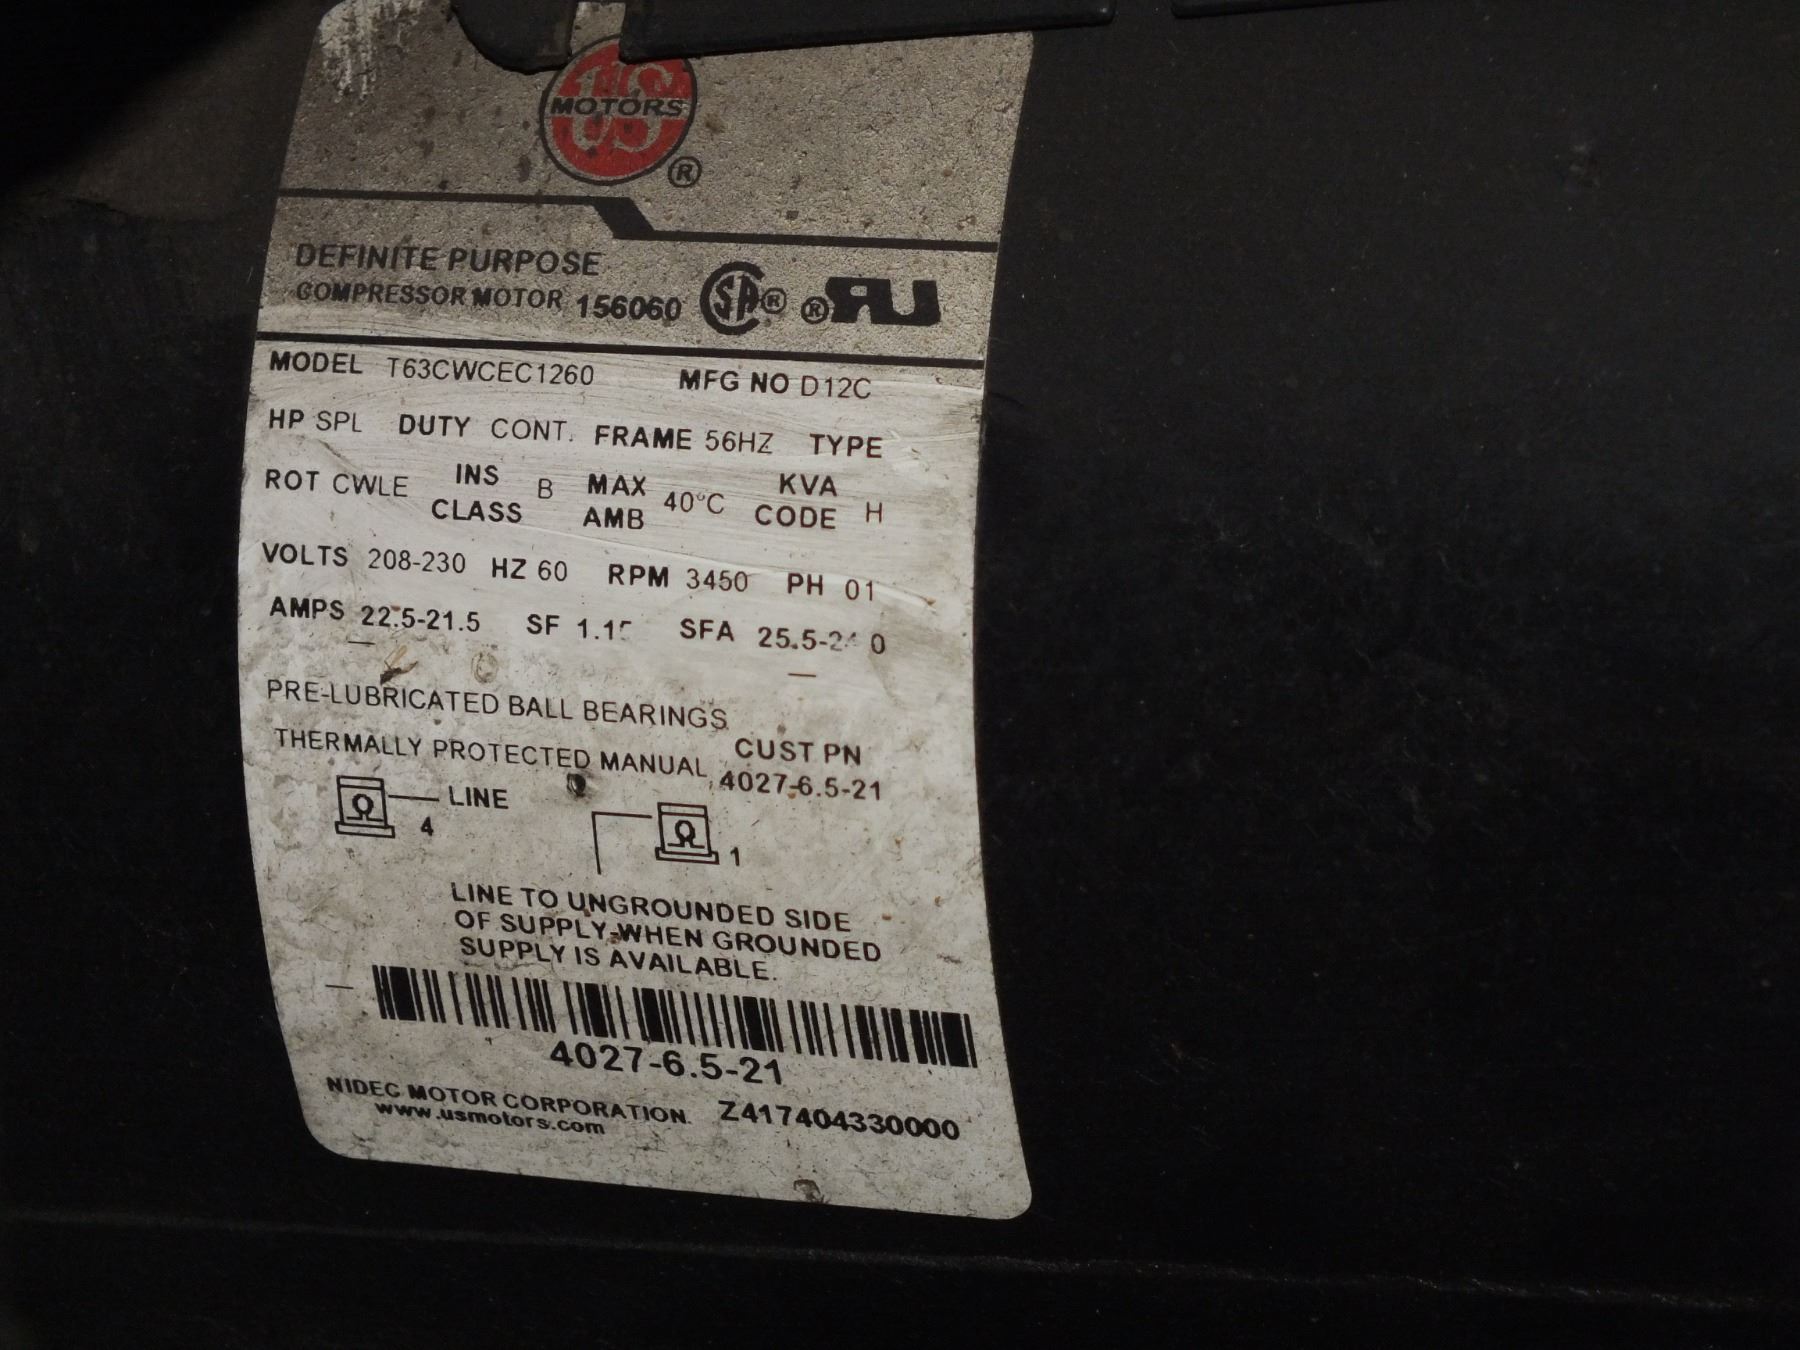 US
MOTORS
®
DEFINITE PURPOSE
COMPRESSOR MOTOR 156060 SA® ®RU
MODEL T63CWCEC1260 MFG NO D12C
HP SPL DUTY CONT. FRAME 56HZ TYPE
ROT CWLE INS CLASS B MAX AMB 40°C KVA CODE H
VOLTS 208-230 HZ 60 RPM 3450 PH 01
AMPS 22.5-21.5 SF SFA
PRE-LUBRICATED BALL BEARINGS
THERMALLY PROTECTED MANUAL
CUST PN
4027-6.5-21
LINE
4
1
LINE TO UNGROUNDED SIDE
OF SUPPLY-WHEN GROUNDED
SUPPLY IS AVAILABLE.
4027-6.5-21
NIDEC MOTOR CORPORATION. Z417404330000
www.usmotors.com